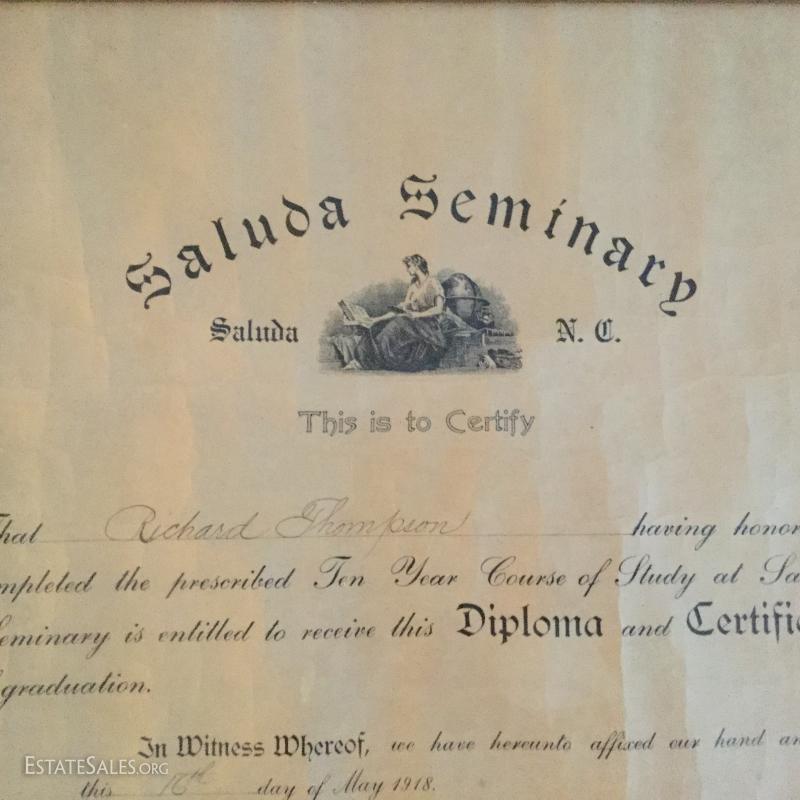 Saluda Seminary
Saluda N. C.
This is to Certify
That Richard Thompson having honor
mpleted the prescribed Ten Year Course of Study at Sa
eminary is entitled to receive this Diploma and Certific
graduation.
In Witness Whereof, we have hereunto affixed our hand an
this 16th day of May 1918.
ESTATESALES.ORG